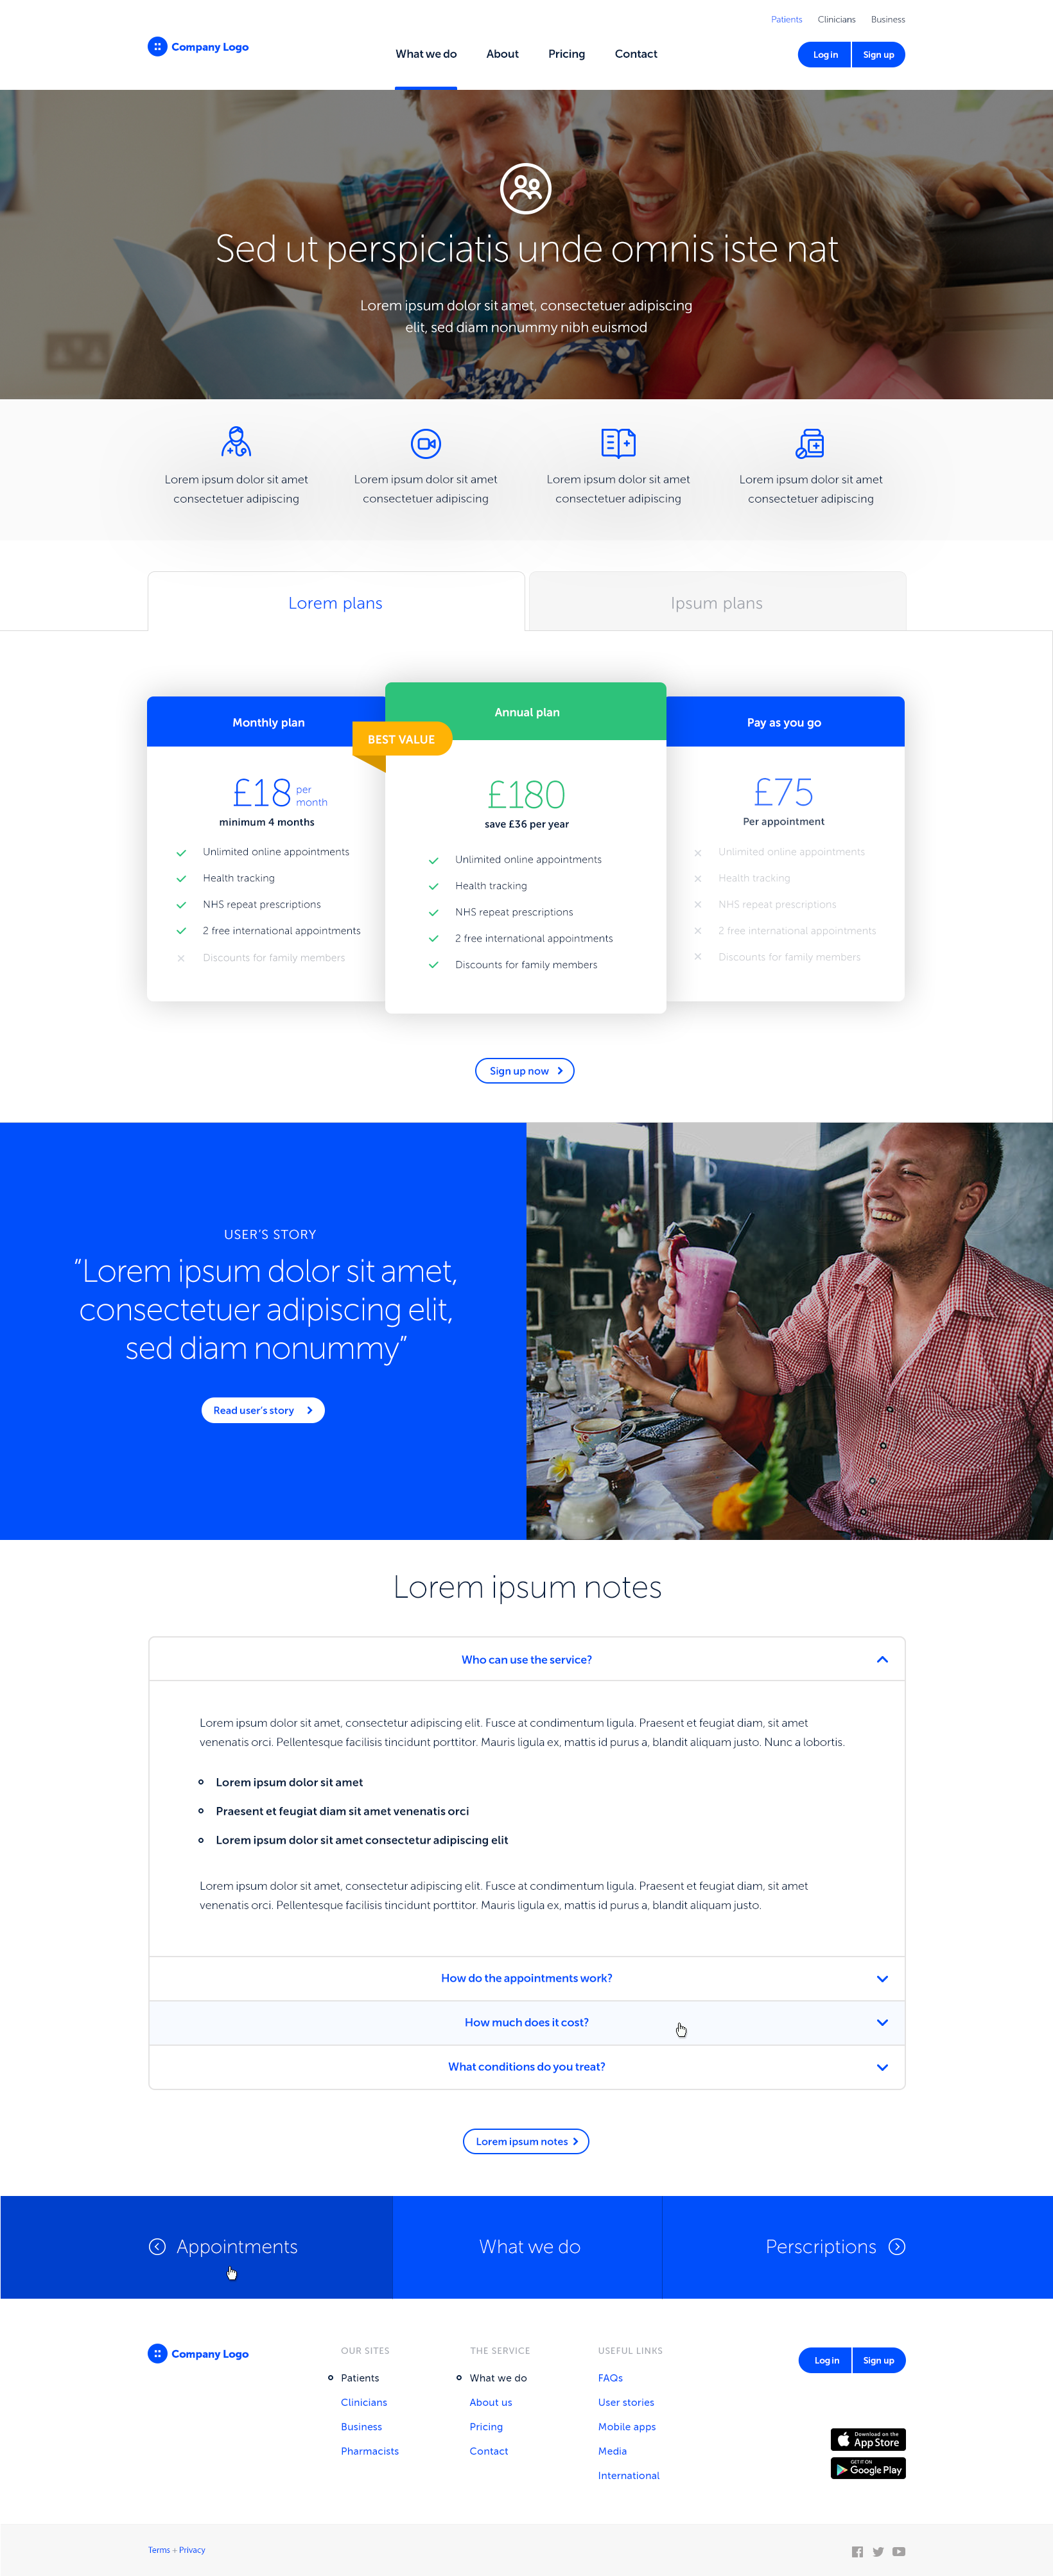 Patients Clinicians Business
Company Logo
What we do About Pricing Contact
Log in Sign up
Sed ut perspiciatis unde omnis iste nat
Lorem ipsum dolor sit amet, consectetuer adipiscing
elit, sed diam nonummy nibh euismod
Lorem ipsum dolor sit amet
consectetuer adipiscing
Lorem ipsum dolor sit amet
consectetuer adipiscing
Lorem ipsum dolor sit amet
consectetuer adipiscing
Lorem ipsum dolor sit amet
consectetuer adipiscing
Lorem plans
Ipsum plans
Monthly plan
£18 per
month
minimum 4 months
Unlimited online appointments
Health tracking
NHS repeat prescriptions
2 free international appointments
Discounts for family members
BEST VALUE
Annual plan
£180
save £36 per year
Unlimited online appointments
Health tracking
NHS repeat prescriptions
2 free international appointments
Discounts for family members
Pay as you go
£75
Per appointment
Unlimited online appointments
Health tracking
NHS repeat prescriptions
2 free international appointments
Discounts for family members
Sign up now
USER'S STORY
"Lorem ipsum dolor sit amet,
consectetuer adipiscing elit,
sed diam nonummy"
Read user's story
Lorem ipsum notes
Who can use the service?
Lorem ipsum dolor sit amet, consectetur adipiscing elit. Fusce at condimentum ligula. Praesent et feugiat diam, sit amet
venenatis orci. Pellentesque facilisis tincidunt porttitor. Mauris ligula ex, mattis id purus a, blandit aliquam justo. Nunc a lobortis.
Lorem ipsum dolor sit amet
Praesent et feugiat diam sit amet venenatis orci
Lorem ipsum dolor sit amet consectetur adipiscing elit
Lorem ipsum dolor sit amet, consectetur adipiscing elit. Fusce at condimentum ligula. Praesent et feugiat diam, sit amet
venenatis orci. Pellentesque facilisis tincidunt porttitor. Mauris ligula ex, mattis id purus a, blandit aliquam justo.
How do the appointments work?
How much does it cost?
What conditions do you treat?
Lorem ipsum notes
Appointments
What we do
Perscriptions
Company Logo
OUR SITES
Patients
Clinicians
Business
Pharmacists
THE SERVICE
What we do
About us
Pricing
Contact
USEFUL LINKS
FAQs
User stories
Mobile apps
Media
International
Log in Sign up
Download on the
App Store
GET IT ON
Google Play
Terms + Privacy